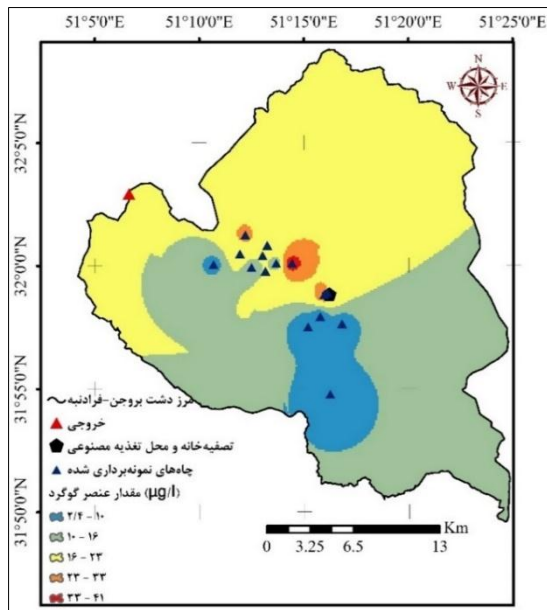 51°5'0"E 51°10'0"E 51°15'0"E 51°20'0"E 51°25'0"E
N
W E
S
32°5'0"N
32°0'0"N
31°55'0"N
31°50'0"N
مرز دشت بروجن-فرادنبه
خروجی
تصفیه‌خانه و محل تغذیه مصنوعی
چاه‌های نمونه‌برداری شده
مقدار عنصر گوگرد (µg/l)
۲/۴ - ۱۰
۱۰ - ۱۶
۱۶ - ۲۳
۲۳ - ۳۳
۳۳ - ۴۱
Km
0 3.25 6.5 13